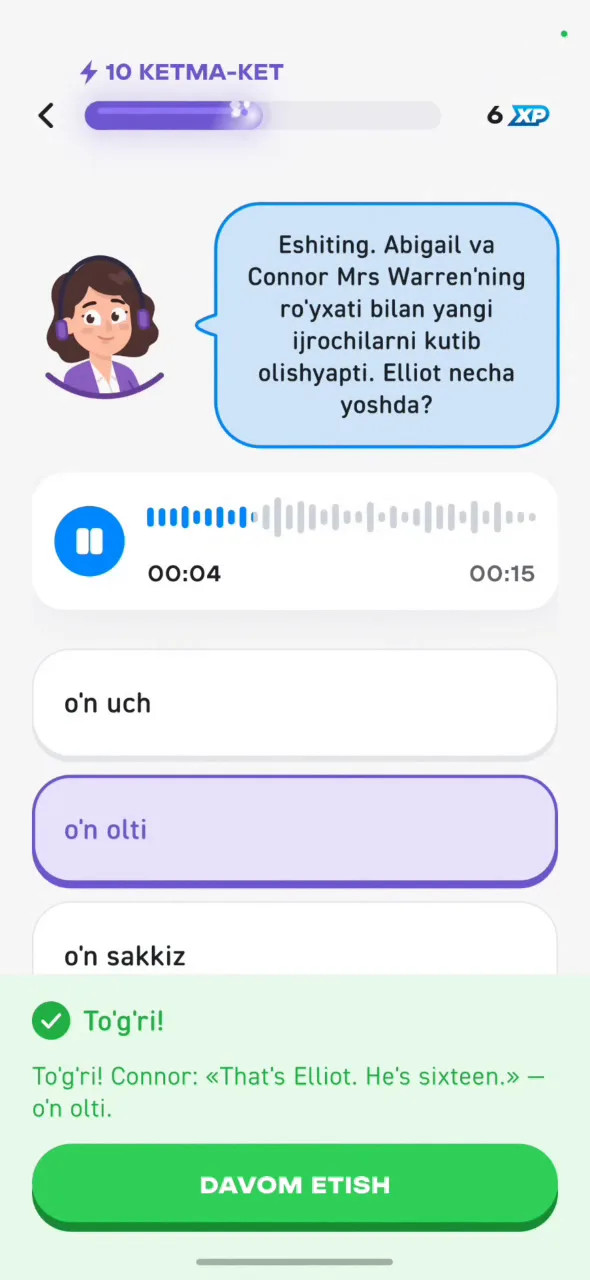 10 KETMA-KET
6 XP
Eshiting. Abigail va
Connor Mrs Warren'ning
ro'yxati bilan yangi
ijrochilarni kutib
olishyapti. Elliot necha
yoshda?
00:04
00:15
o'n uch
o'n olti
o'n sakkiz
To'g'ri!
To'g'ri! Connor: «That's Elliot. He's sixteen.» —
o'n olti.
DAVOM ETISH